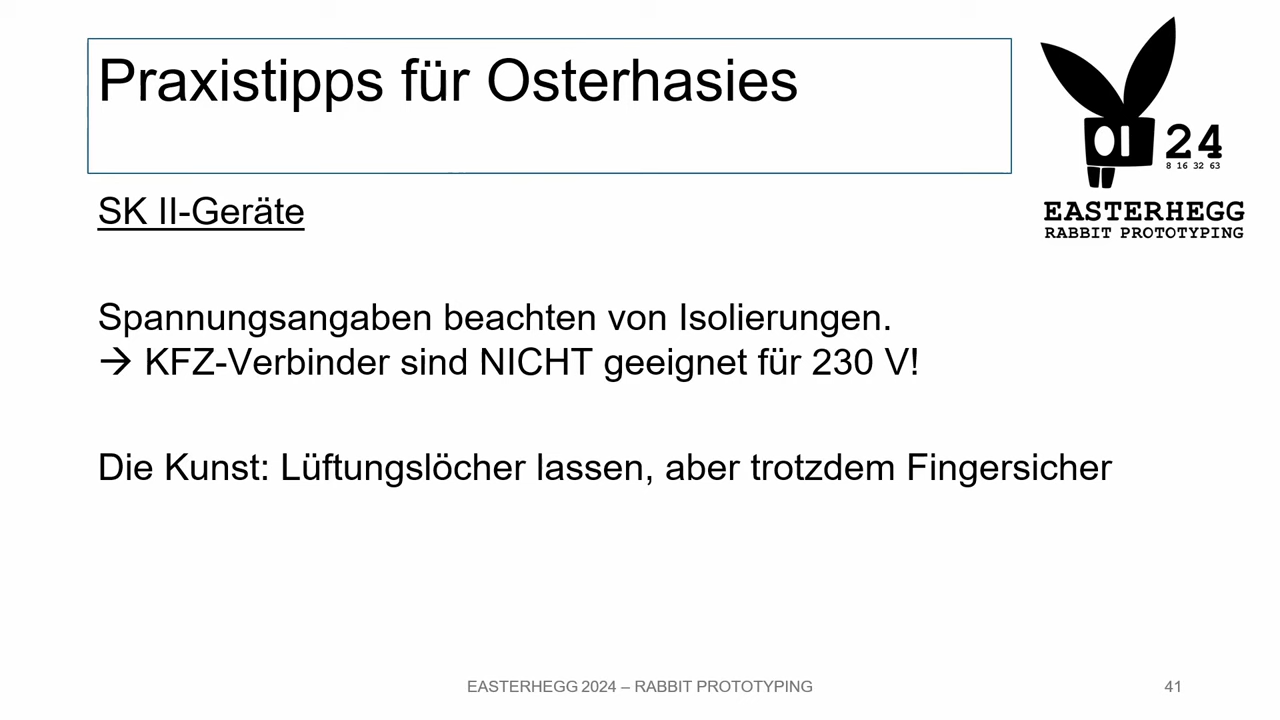 Praxistipps für Osterhasies
24
8 16 32 63
EASTERHEGG
RABBIT PROTOTYPING
SK II-Geräte
Spannungsangaben beachten von Isolierungen.
→ KFZ-Verbinder sind NICHT geeignet für 230 V!
Die Kunst: Lüftungslöcher lassen, aber trotzdem Fingersicher
EASTERHEGG 2024 – RABBIT PROTOTYPING
41